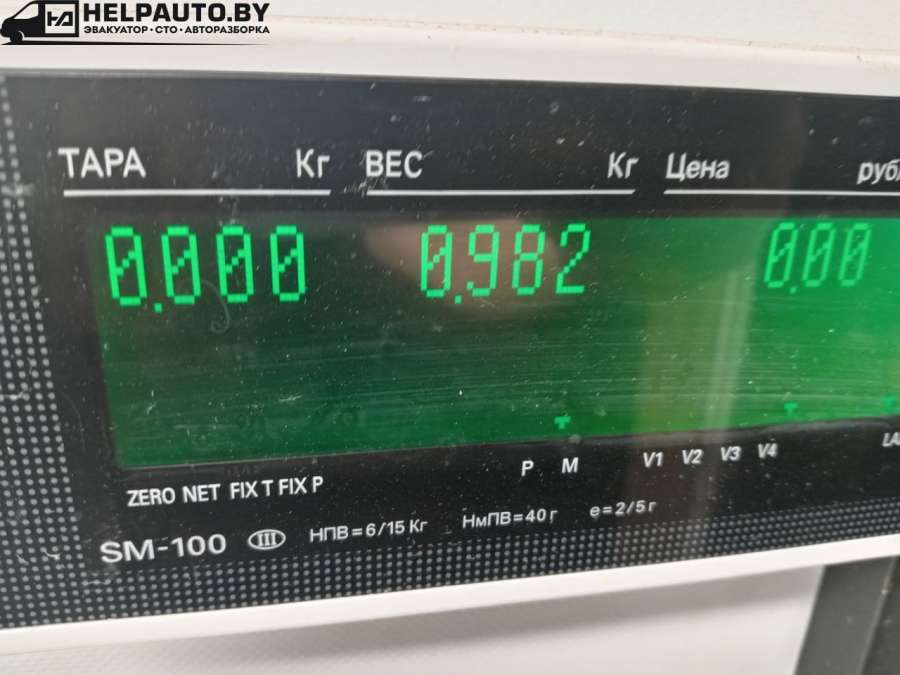 HELPAUTO.BY
ЭВАКУАТОР · СТО · АВТОРАЗБОРКА
ТАРА Кг ВЕС Кг Цена
0.000 0.982 0.00
P M V1 V2 V3 V4
ZERO NET FIX T FIX P
SM-100 III НПВ=6/15 Кг НмПВ=40 г e=2/5 г